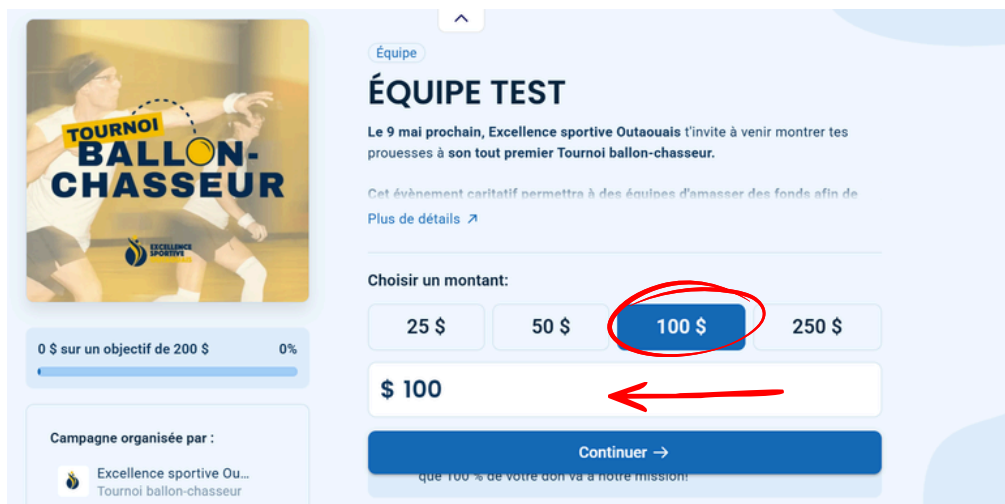 TOURNOI
BALLON-
CHASSEUR
EXCELLENCE
SPORTIVE
OUTAOUAIS
0 $ sur un objectif de 200 $ 0%
Campagne organisée par :
Excellence sportive Ou...
Tournoi ballon-chasseur
Équipe
ÉQUIPE TEST
Le 9 mai prochain, Excellence sportive Outaouais t'invite à venir montrer tes
prouesses à son tout premier Tournoi ballon-chasseur.
Cet évènement caritatif permettra à des équipes d'amasser des fonds afin de
Plus de détails ↗
Choisir un montant:
25 $ 50 $ 100 $ 250 $
$ 100
Continuer →
que 100 % de votre don va à notre mission!